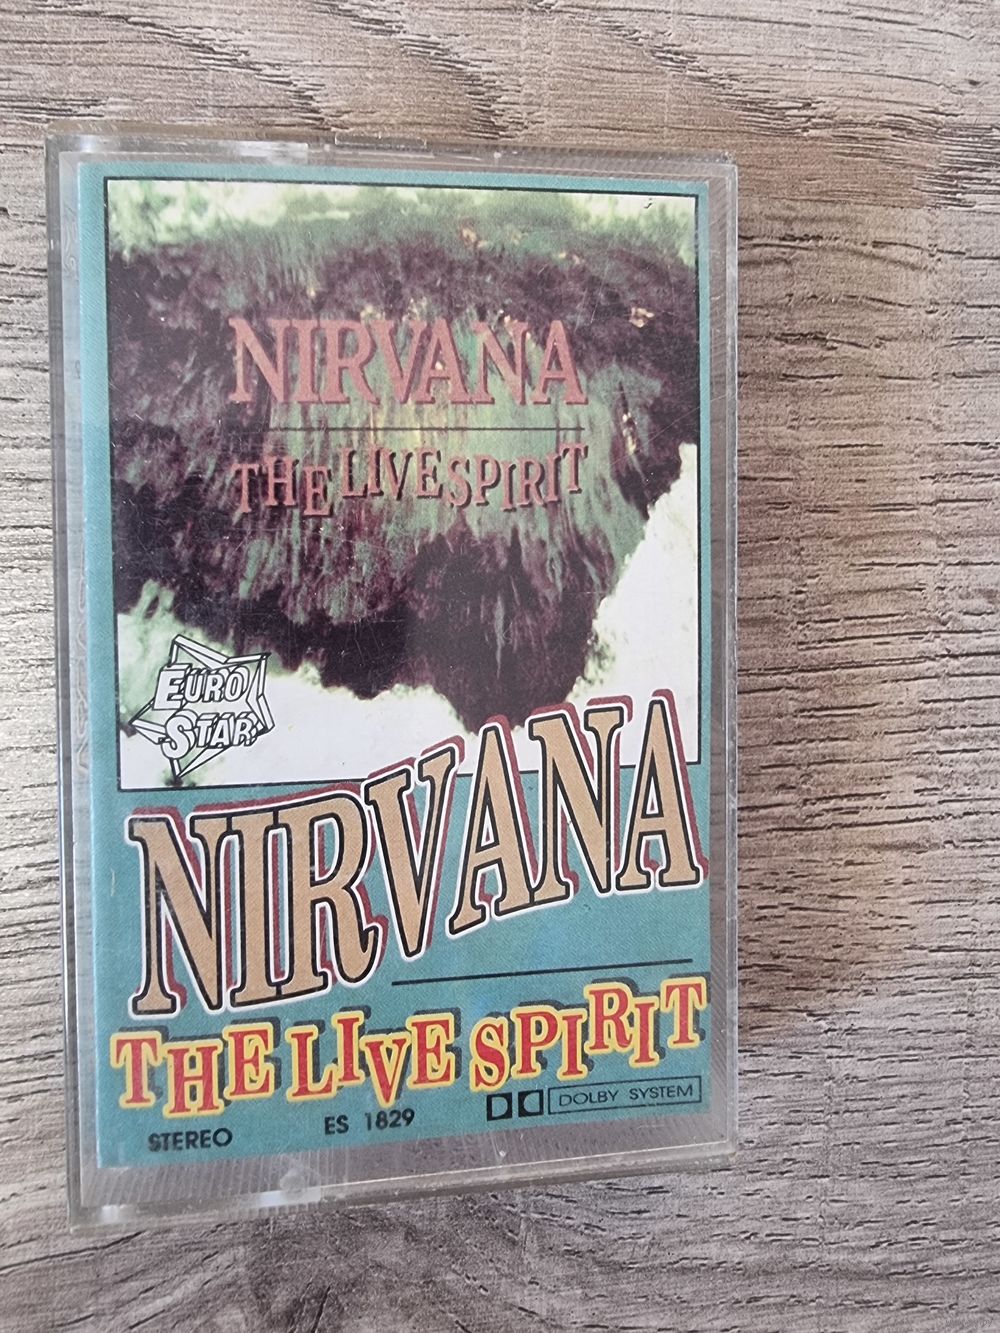 NIRVANA
THE LIVE SPIRIT
EURO
STAR
NIRVANA
THE LIVE SPIRIT
STEREO ES 1829 DOLBY SYSTEM